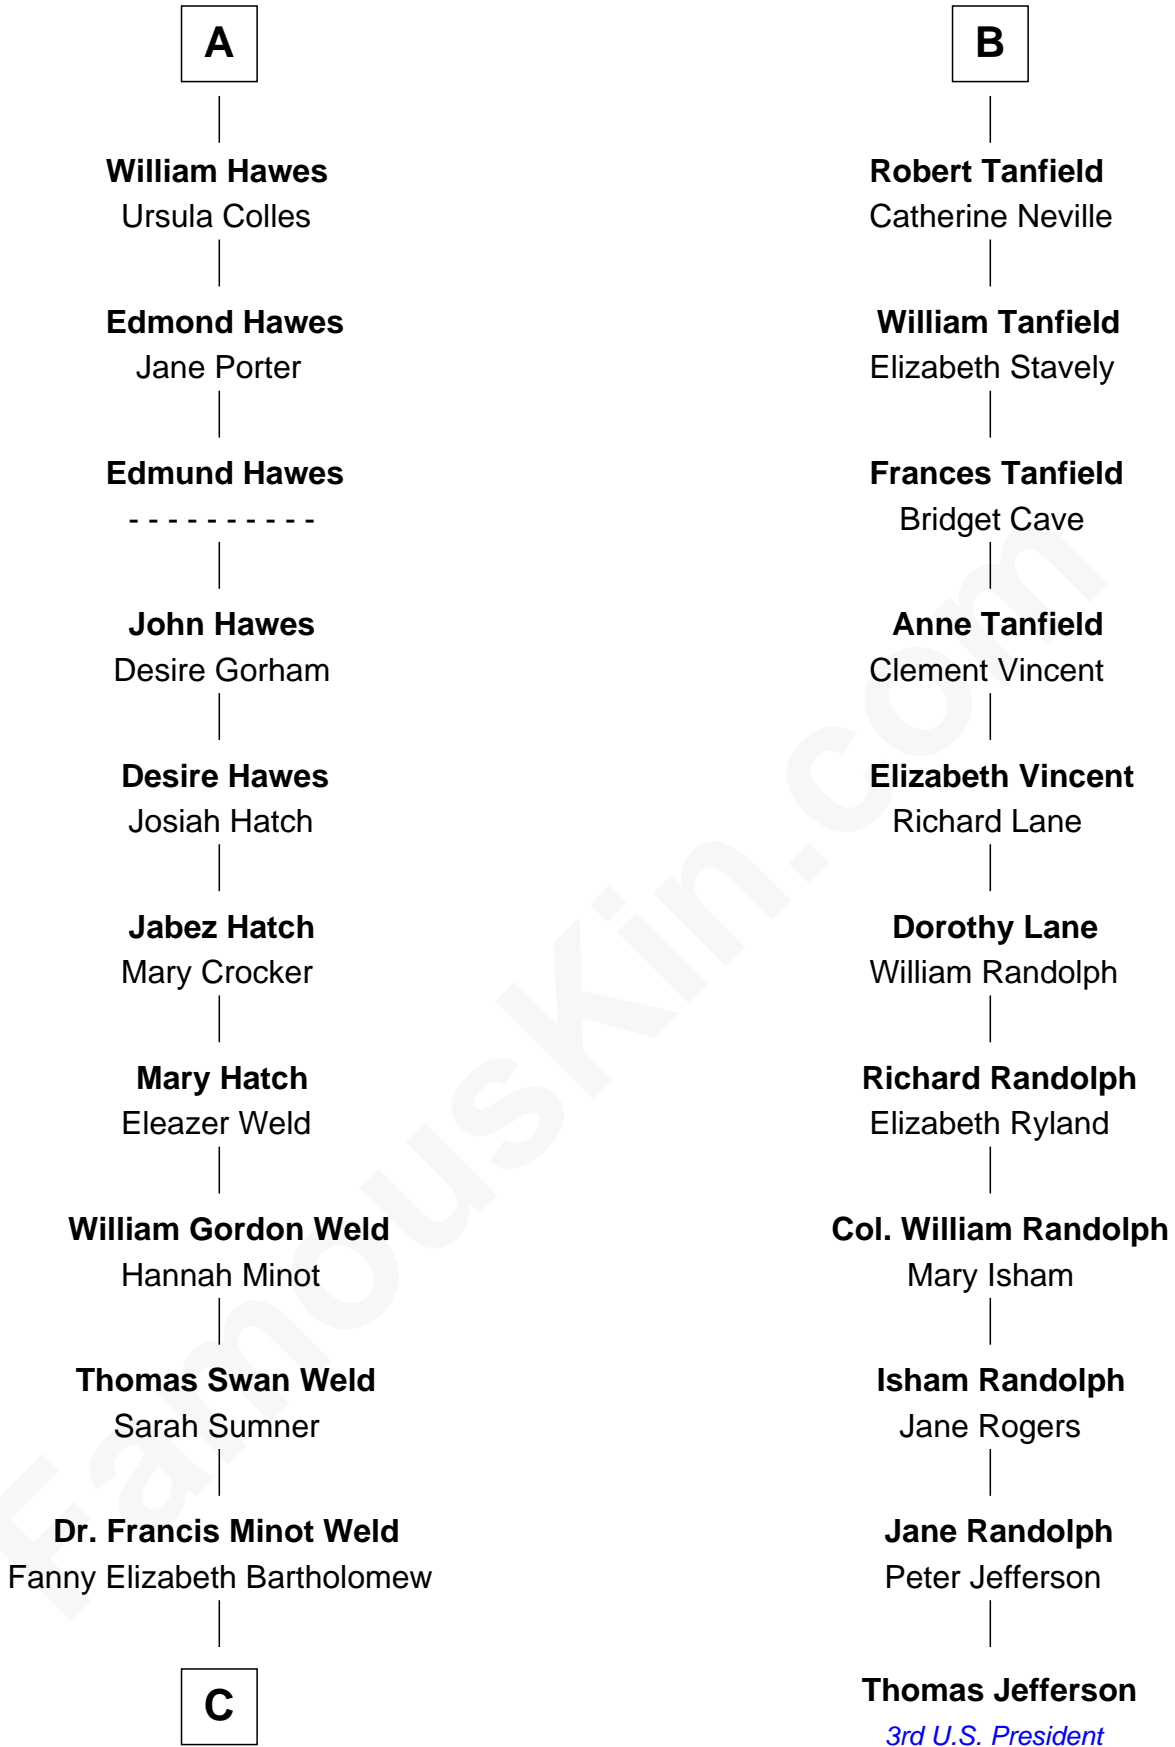 A
William Hawes
Ursula Colles
Edmond Hawes
Jane Porter
Edmund Hawes
- - - - - - - - - -
John Hawes
Desire Gorham
Desire Hawes
Josiah Hatch
Jabez Hatch
Mary Crocker
Mary Hatch
Eleazer Weld
William Gordon Weld
Hannah Minot
Thomas Swan Weld
Sarah Sumner
Dr. Francis Minot Weld
Fanny Elizabeth Bartholomew
C
B
Robert Tanfield
Catherine Neville
William Tanfield
Elizabeth Stavely
Frances Tanfield
Bridget Cave
Anne Tanfield
Clement Vincent
Elizabeth Vincent
Richard Lane
Dorothy Lane
William Randolph
Richard Randolph
Elizabeth Ryland
Col. William Randolph
Mary Isham
Isham Randolph
Jane Rogers
Jane Randolph
Peter Jefferson
Thomas Jefferson
3rd U.S. President
FamousKin.com